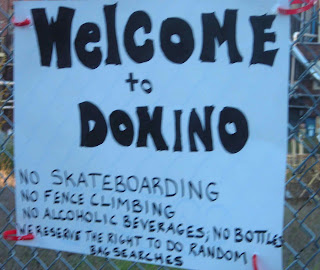 WELCOME
to
DOMINO
NO SKATEBOARDING
NO FENCE CLIMBING
NO ALCOHOLIC BEVERAGES; NO BOTTLES
WE RESERVE THE RIGHT TO DO RANDOM
BAG SEARCHES